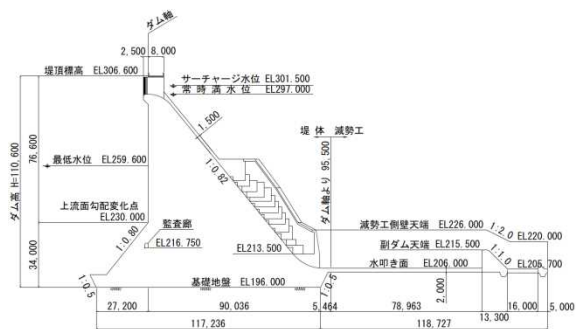 ダム軸
2,500 8,000
堤頂標高 EL306.600
サーチャージ水位 EL301.500
常時満水位 EL297.000
1,500
堤体 減勢工
1:0.82
76,600
ダム軸より 95,500
最低水位 EL259.600
ダム高 H=110,600
上流面勾配変化点
EL230.000
監査廊
EL216.750
EL213.500
減勢工側壁天端 EL226.000
1:2.0
EL220.000
副ダム天端 EL215.500
1:1.0
水叩き面 EL206.000
EL205.700
1:0.80
34,000
1:0.5
基礎地盤 EL196.000
1:0.5
2,000
27,200
90,036
5,464
78,963
13,300
16,000
5,000
117,236
118,727